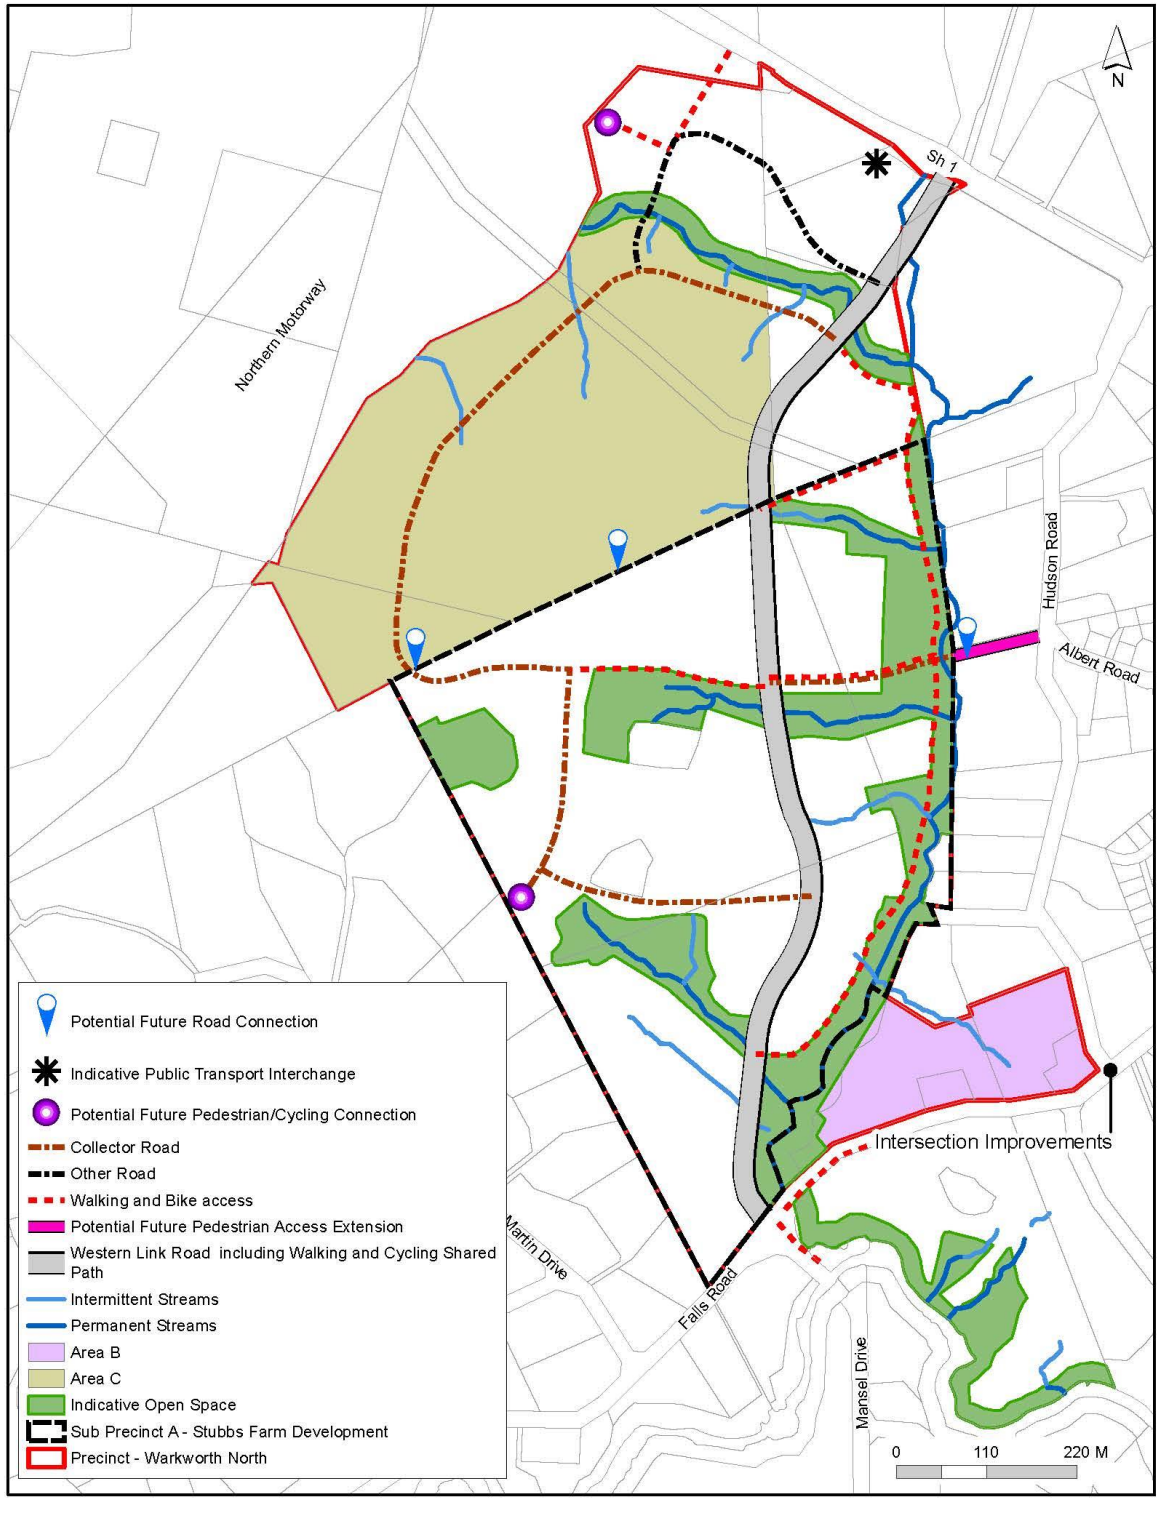 N
Sh 1
Northern Motorway
Hudson Road
Albert Road
Intersection Improvements
Martin Drive
Falls Road
Mansel Drive
Potential Future Road Connection
Indicative Public Transport Interchange
Potential Future Pedestrian/Cycling Connection
Collector Road
Other Road
Walking and Bike access
Potential Future Pedestrian Access Extension
Western Link Road including Walking and Cycling Shared
Path
Intermittent Streams
Permanent Streams
Area B
Area C
Indicative Open Space
Sub Precinct A - Stubbs Farm Development
Precinct - Warkworth North
0 110 220 M